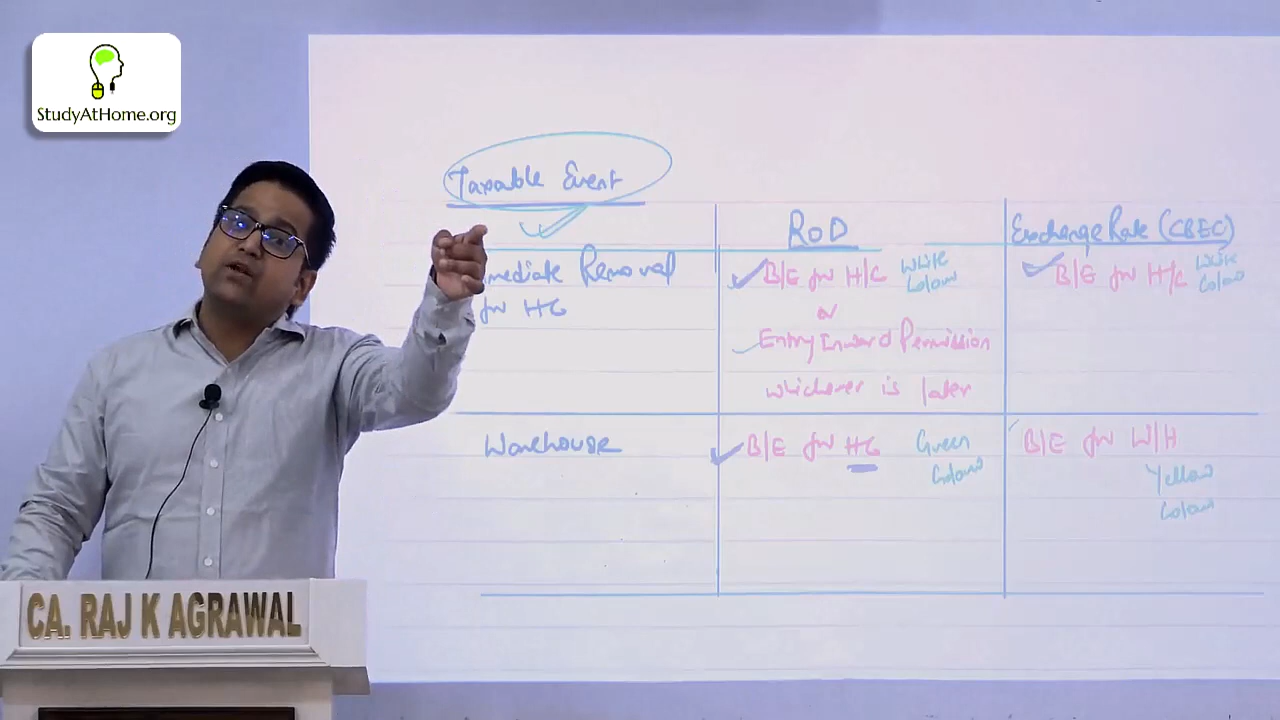 StudyAtHome.org
Taxable Event
RoD
Exchange Rate (CBEC)
mmediate Removal
for HC
B/E for H/C White Colour
or
Entry Inward Permission
whichever is later
B/E for H/C White Colour
Warehouse
B/E for HC Green
Colour
B/E for W/H
Yellow
Colour
CA. RAJ K AGRAWAL